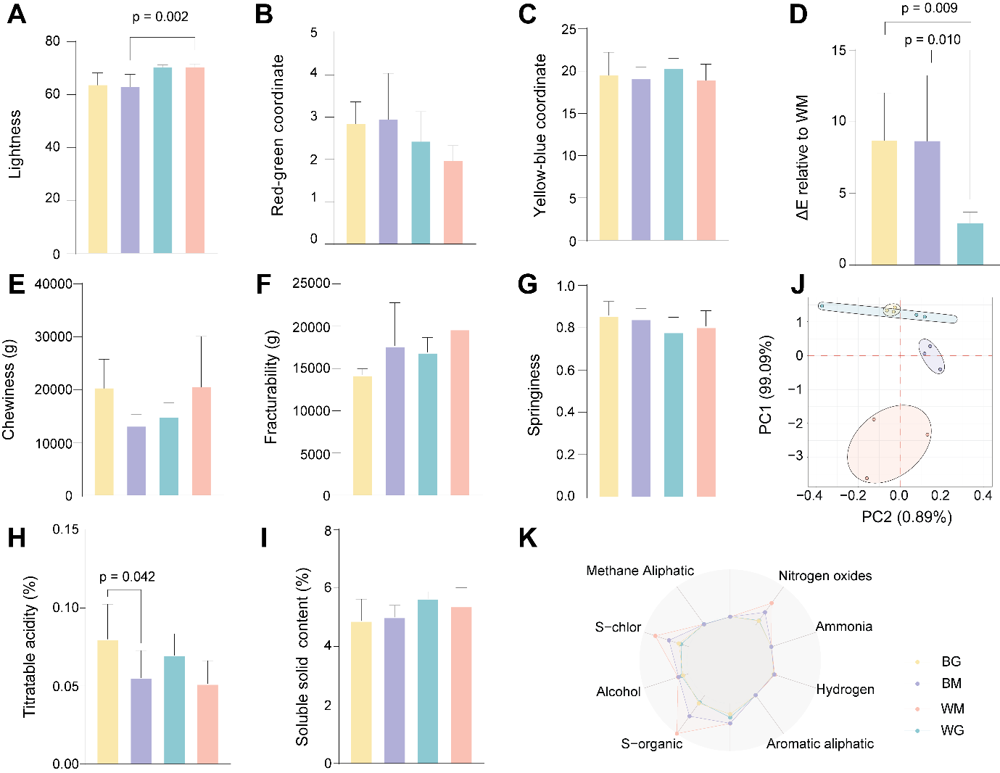 A
p = 0.002
Lightness
80
60
40
20
0
B
Red-green coordinate
5
4
3
2
1
0
C
Yellow-blue coordinate
25
20
15
10
5
0
D
p = 0.009
p = 0.010
ΔE relative to WM
15
10
5
0
E
Chewiness (g)
40000
30000
20000
10000
0
F
Fracturability (g)
25000
20000
15000
10000
5000
0
G
Springiness
1.0
0.8
0.6
0.4
0.2
0.0
J
PC1 (99.09%)
1
0
−1
−2
−3
−0.4
−0.2
0.0
0.2
0.4
PC2 (0.89%)
H
p = 0.042
Titratable acidity (%)
0.15
0.10
0.05
0.00
I
Soluble solid content (%)
8
6
4
2
0
K
Methane Aliphatic
Nitrogen oxides
S−chlor
Ammonia
Alcohol
Hydrogen
S−organic
Aromatic aliphatic
BG
BM
WM
WG